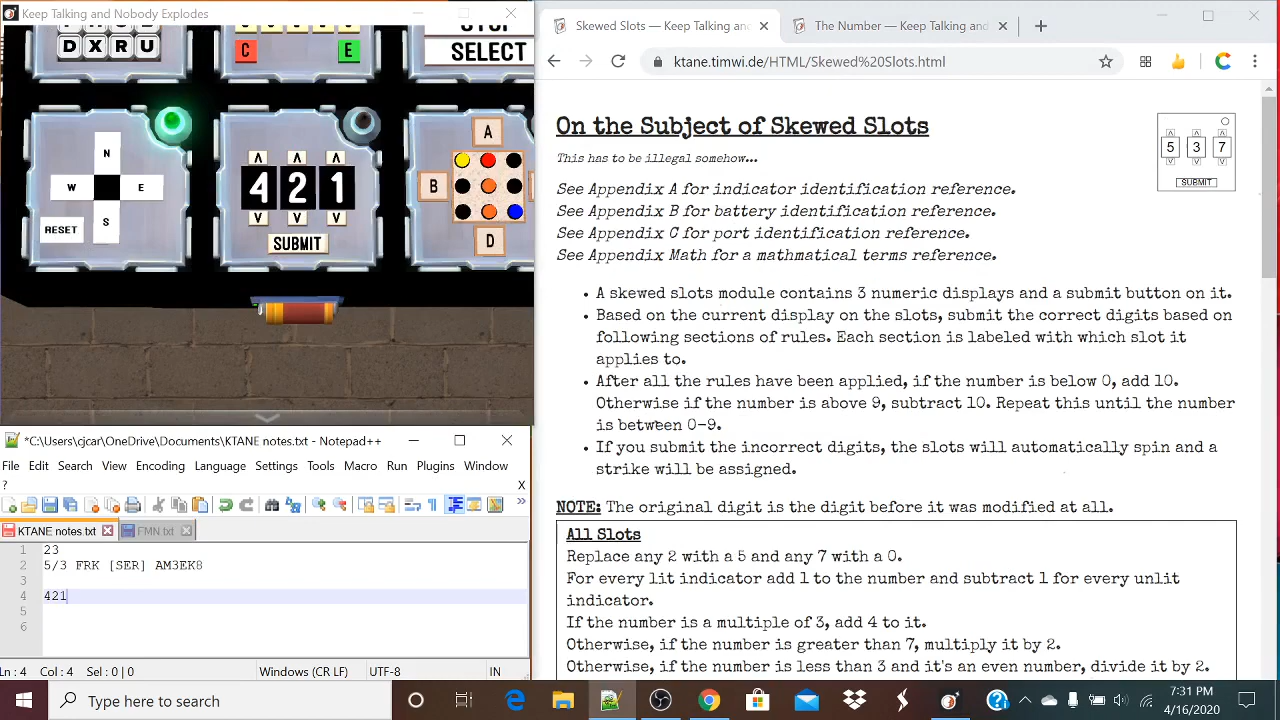 Keep Talking and Nobody Explodes
D X R U
C E
SELECT
N
W E
S
RESET
4 2 1
SUBMIT
A
B
D
Skewed Slots — Keep Talking and
ktane.timwi.de/HTML/Skewed%20Slots.html
On the Subject of Skewed Slots
This has to be illegal somehow...
5 3 7
SUBMIT
See Appendix A for indicator identification reference.
See Appendix B for battery identification reference.
See Appendix C for port identification reference.
See Appendix Math for a mathmatical terms reference.
• A skewed slots module contains 3 numeric displays and a submit button on it.
• Based on the current display on the slots, submit the correct digits based on
following sections of rules. Each section is labeled with which slot it
applies to.
• After all the rules have been applied, if the number is below 0, add 10.
Otherwise if the number is above 9, subtract 10. Repeat this until the number
is between 0-9.
• If you submit the incorrect digits, the slots will automatically spin and a
strike will be assigned.
NOTE: The original digit is the digit before it was modified at all.
All Slots
Replace any 2 with a 5 and any 7 with a 0.
For every lit indicator add 1 to the number and subtract 1 for every unlit
indicator.
If the number is a multiple of 3, add 4 to it.
Otherwise, if the number is greater than 7, multiply it by 2.
Otherwise, if the number is less than 3 and it's an even number, divide it by 2.
*C:\Users\cjcar\OneDrive\Documents\KTANE notes.txt - Notepad++
File Edit Search View Encoding Language Settings Tools Macro Run Plugins Window
? X
KTANE notes.txt FMN txt
1 23
2 5/3 FRK [SER] AM3EK8
3
4 421
5
6
Ln : 4 Col : 4 Sel : 0 | 0 Windows (CR LF) UTF-8 IN
Type here to search
7:31 PM
4/16/2020